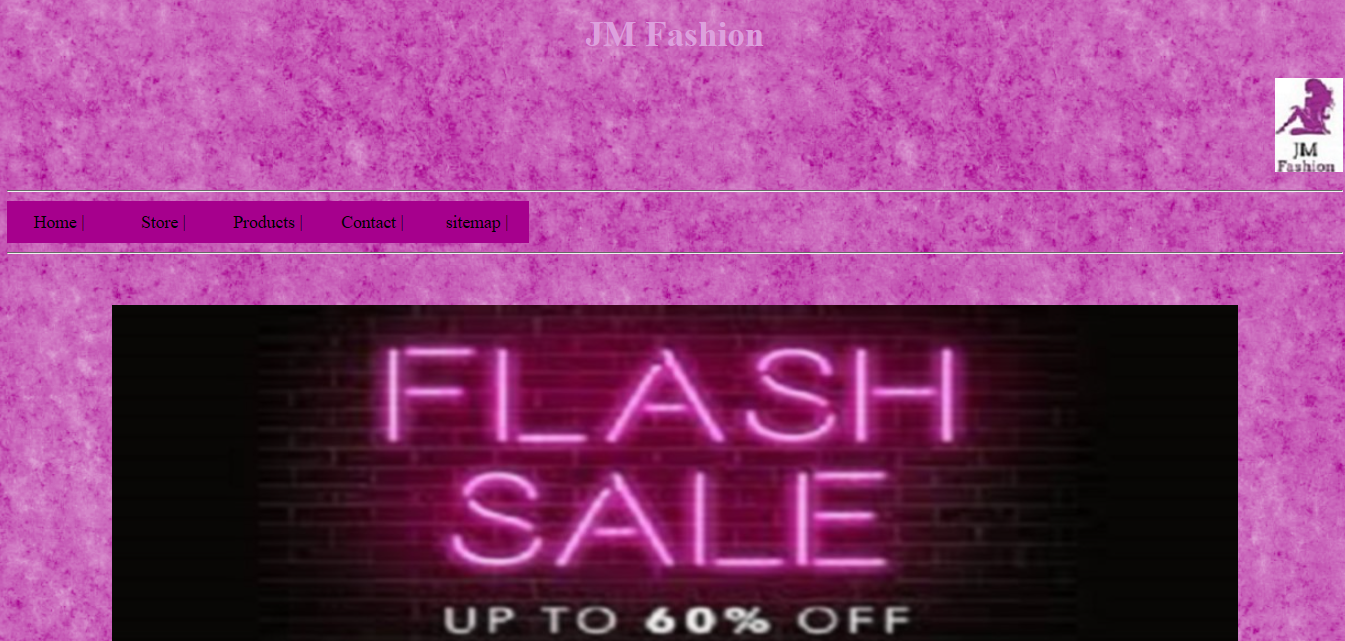 JM Fashion
JM
Fashion
Home | Store | Products | Contact | sitemap |
FLASH
SALE
UP TO 60% OFF